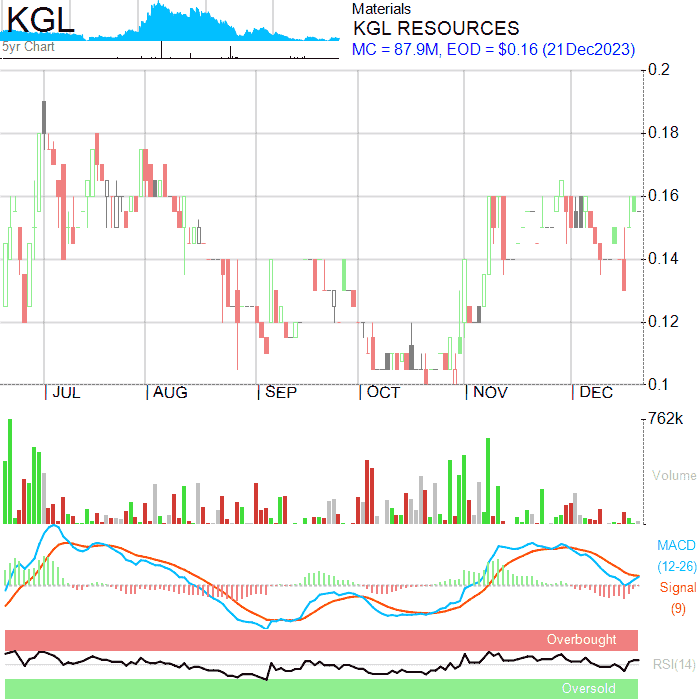 KGL
5yr Chart
Materials
KGL RESOURCES
MC = 87.9M, EOD = $0.16 (21Dec2023)
0.2
0.18
0.16
0.14
0.12
0.1
JUL AUG SEP OCT NOV DEC
762k
Volume
MACD
(12-26)
Signal
(9)
Overbought
RSI(14)
Oversold